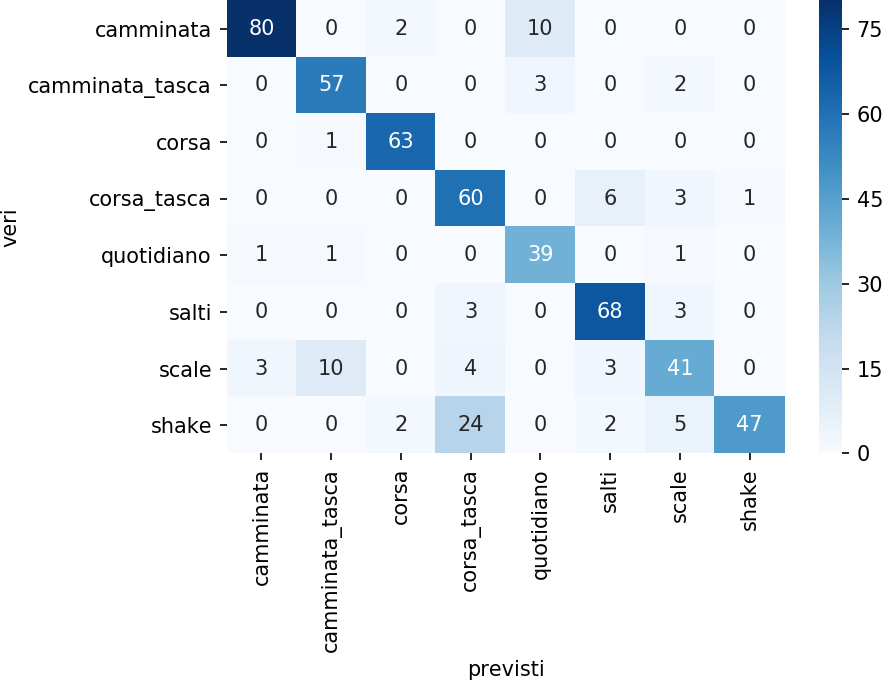 camminata 80 0 2 0 10 0 0 0
camminata_tasca 0 57 0 0 3 0 2 0
corsa 0 1 63 0 0 0 0 0
corsa_tasca 0 0 0 60 0 6 3 1
quotidiano 1 1 0 0 39 0 1 0
salti 0 0 0 3 0 68 3 0
scale 3 10 0 4 0 3 41 0
shake 0 0 2 24 0 2 5 47
veri
camminata
camminata_tasca
corsa
corsa_tasca
quotidiano
salti
scale
shake
previsti
75
60
45
30
15
0